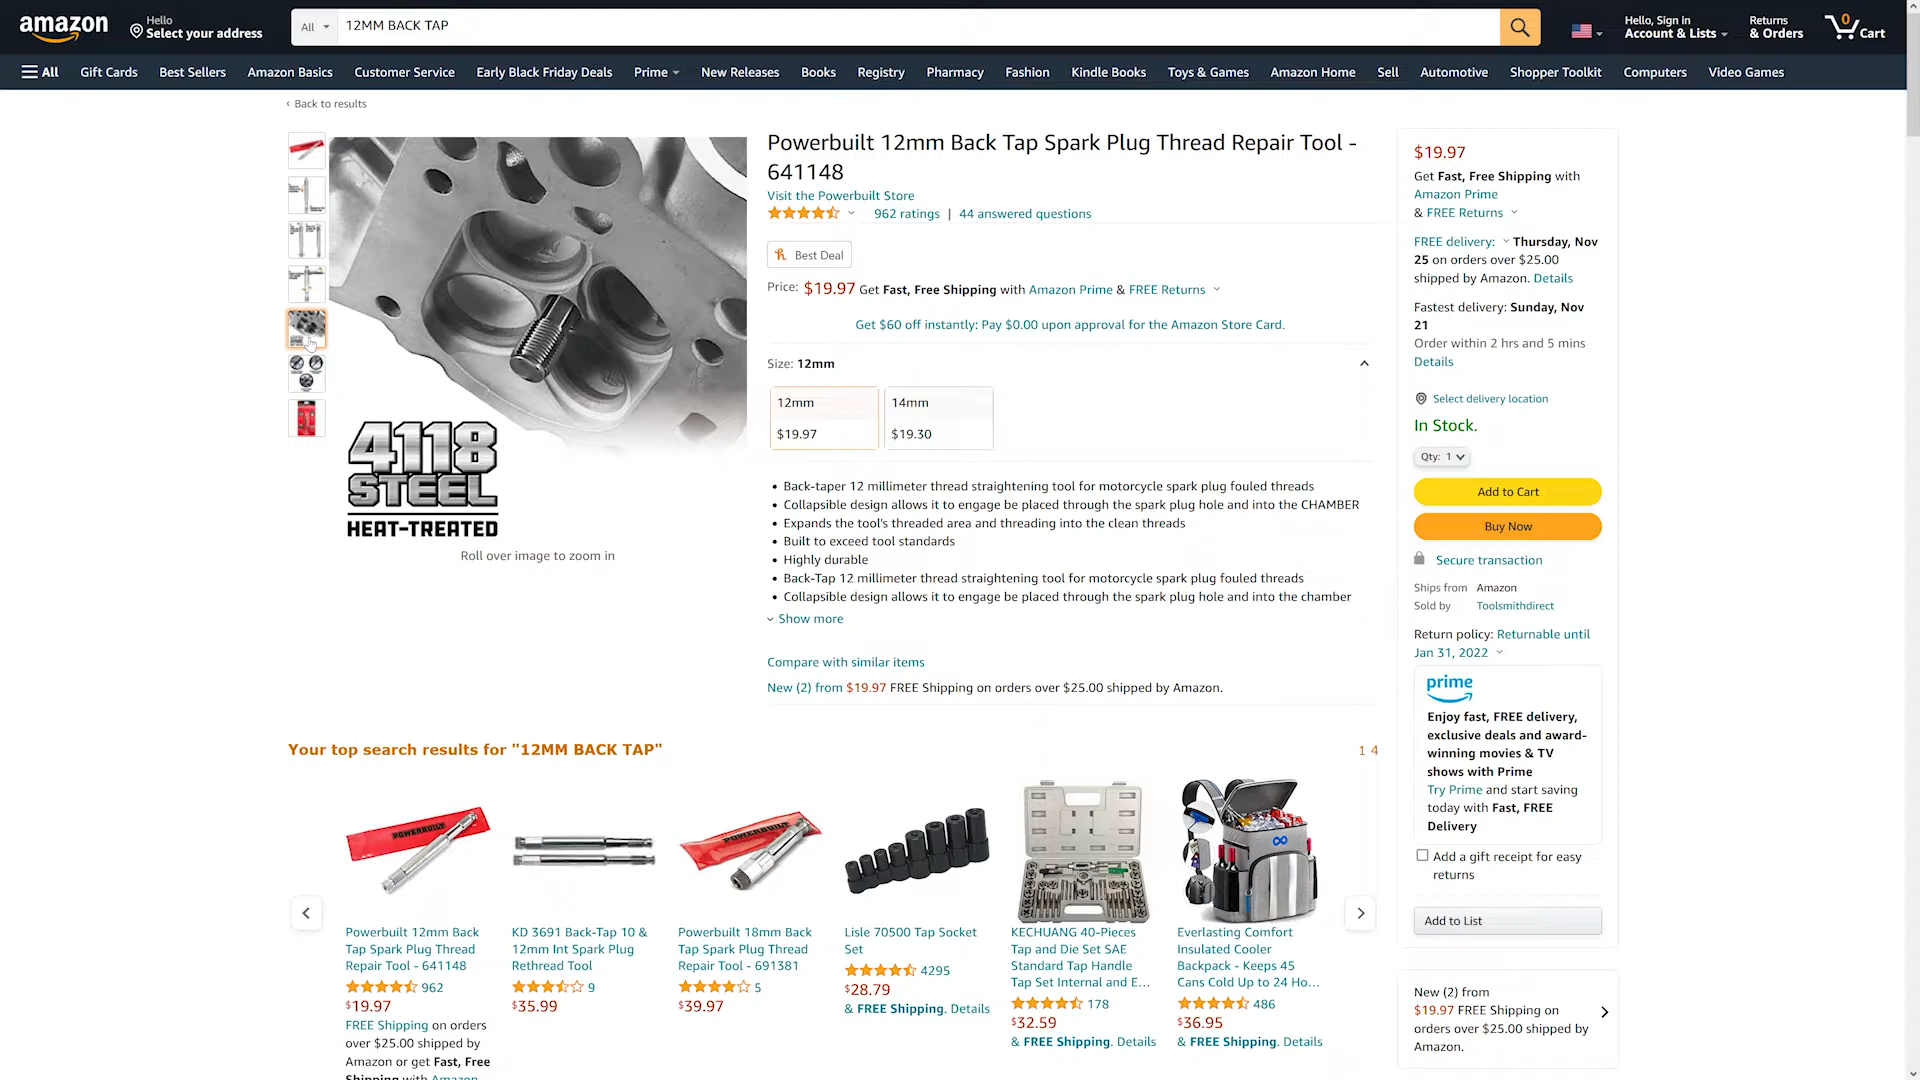 amazon
Hello
Select your address
All
12MM BACK TAP
Hello, Sign in
Account & Lists
Returns
& Orders
0
Cart
All
Gift Cards
Best Sellers
Amazon Basics
Customer Service
Early Black Friday Deals
Prime
New Releases
Books
Registry
Pharmacy
Fashion
Kindle Books
Toys & Games
Amazon Home
Sell
Automotive
Shopper Toolkit
Computers
Video Games
‹ Back to results
4118
STEEL
HEAT-TREATED
Roll over image to zoom in
Powerbuilt 12mm Back Tap Spark Plug Thread Repair Tool -
641148
Visit the Powerbuilt Store
962 ratings | 44 answered questions
Best Deal
Price: $19.97 Get Fast, Free Shipping with Amazon Prime & FREE Returns
Get $60 off instantly: Pay $0.00 upon approval for the Amazon Store Card.
Size: 12mm
12mm
$19.97
14mm
$19.30
• Back-taper 12 millimeter thread straightening tool for motorcycle spark plug fouled threads
• Collapsible design allows it to engage be placed through the spark plug hole and into the CHAMBER
• Expands the tool's threaded area and threading into the clean threads
• Built to exceed tool standards
• Highly durable
• Back-Tap 12 millimeter thread straightening tool for motorcycle spark plug fouled threads
• Collapsible design allows it to engage be placed through the spark plug hole and into the chamber
Show more
Compare with similar items
New (2) from $19.97 FREE Shipping on orders over $25.00 shipped by Amazon.
$19.97
Get Fast, Free Shipping with
Amazon Prime
& FREE Returns
FREE delivery: Thursday, Nov
25 on orders over $25.00
shipped by Amazon. Details
Fastest delivery: Sunday, Nov
21
Order within 2 hrs and 5 mins
Details
Select delivery location
In Stock.
Qty: 1
Add to Cart
Buy Now
Secure transaction
Ships from Amazon
Sold by Toolsmithdirect
Return policy: Returnable until
Jan 31, 2022
prime
Enjoy fast, FREE delivery,
exclusive deals and award-
winning movies & TV
shows with Prime
Try Prime and start saving
today with Fast, FREE
Delivery
Add a gift receipt for easy
returns
Add to List
New (2) from
$19.97 FREE Shipping on
orders over $25.00 shipped by
Amazon.
Your top search results for "12MM BACK TAP"
1 4
POWERBUILT
Powerbuilt 12mm Back
Tap Spark Plug Thread
Repair Tool - 641148
962
$19.97
FREE Shipping on orders
over $25.00 shipped by
Amazon or get Fast, Free
Shipping with Amazon
KD 3691 Back-Tap 10 &
12mm Int Spark Plug
Rethread Tool
9
$35.99
POWERBUILT
Powerbuilt 18mm Back
Tap Spark Plug Thread
Repair Tool - 691381
5
$39.97
Lisle 70500 Tap Socket
Set
4295
$28.79
& FREE Shipping. Details
KECHUANG 40-Pieces
Tap and Die Set SAE
Standard Tap Handle
Tap Set Internal and E…
178
$32.59
& FREE Shipping. Details
Everlasting Comfort
Insulated Cooler
Backpack - Keeps 45
Cans Cold Up to 24 Ho…
486
$36.95
& FREE Shipping. Details